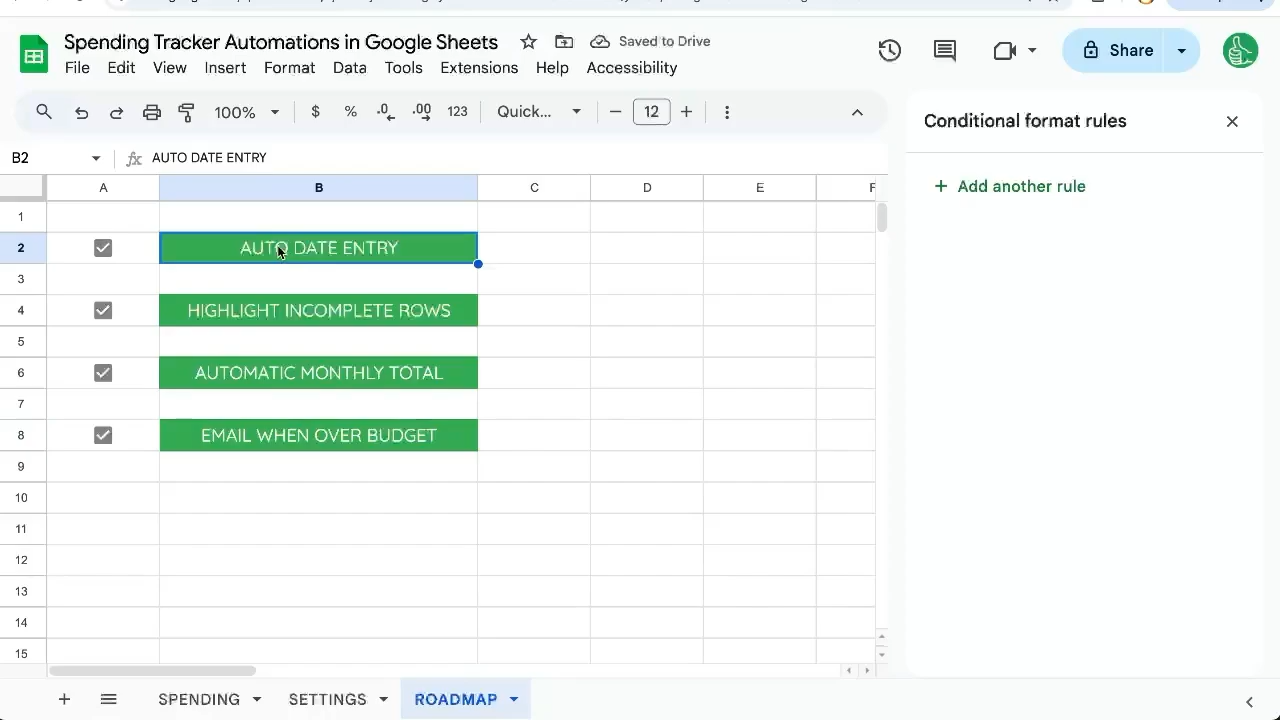 Spending Tracker Automations in Google Sheets
Saved to Drive
Share
File Edit View Insert Format Data Tools Extensions Help Accessibility
100% $ % .0 .00 123 Quick... 12
Conditional format rules
B2 AUTO DATE ENTRY
Add another rule
A B C D E F
1
2 AUTO DATE ENTRY
3
4 HIGHLIGHT INCOMPLETE ROWS
5
6 AUTOMATIC MONTHLY TOTAL
7
8 EMAIL WHEN OVER BUDGET
9
10
11
12
13
14
15
SPENDING SETTINGS ROADMAP